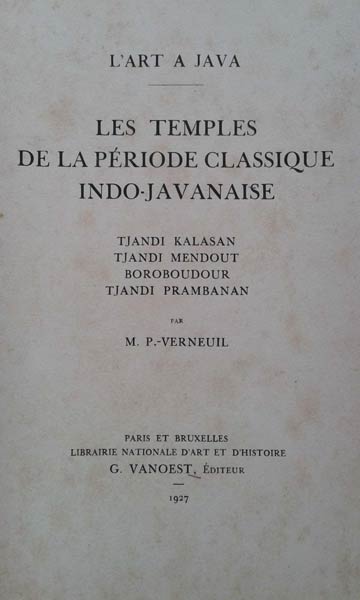 L'ART A JAVA
LES TEMPLES
DE LA PÉRIODE CLASSIQUE
INDO-JAVANAISE
TJANDI KALASAN
TJANDI MENDOUT
BOROBOUDOUR
TJANDI PRAMBANAN
PAR
M. P.-VERNEUIL
PARIS ET BRUXELLES
LIBRAIRIE NATIONALE D'ART ET D'HISTOIRE
G. VANOEST, ÉDITEUR
1927